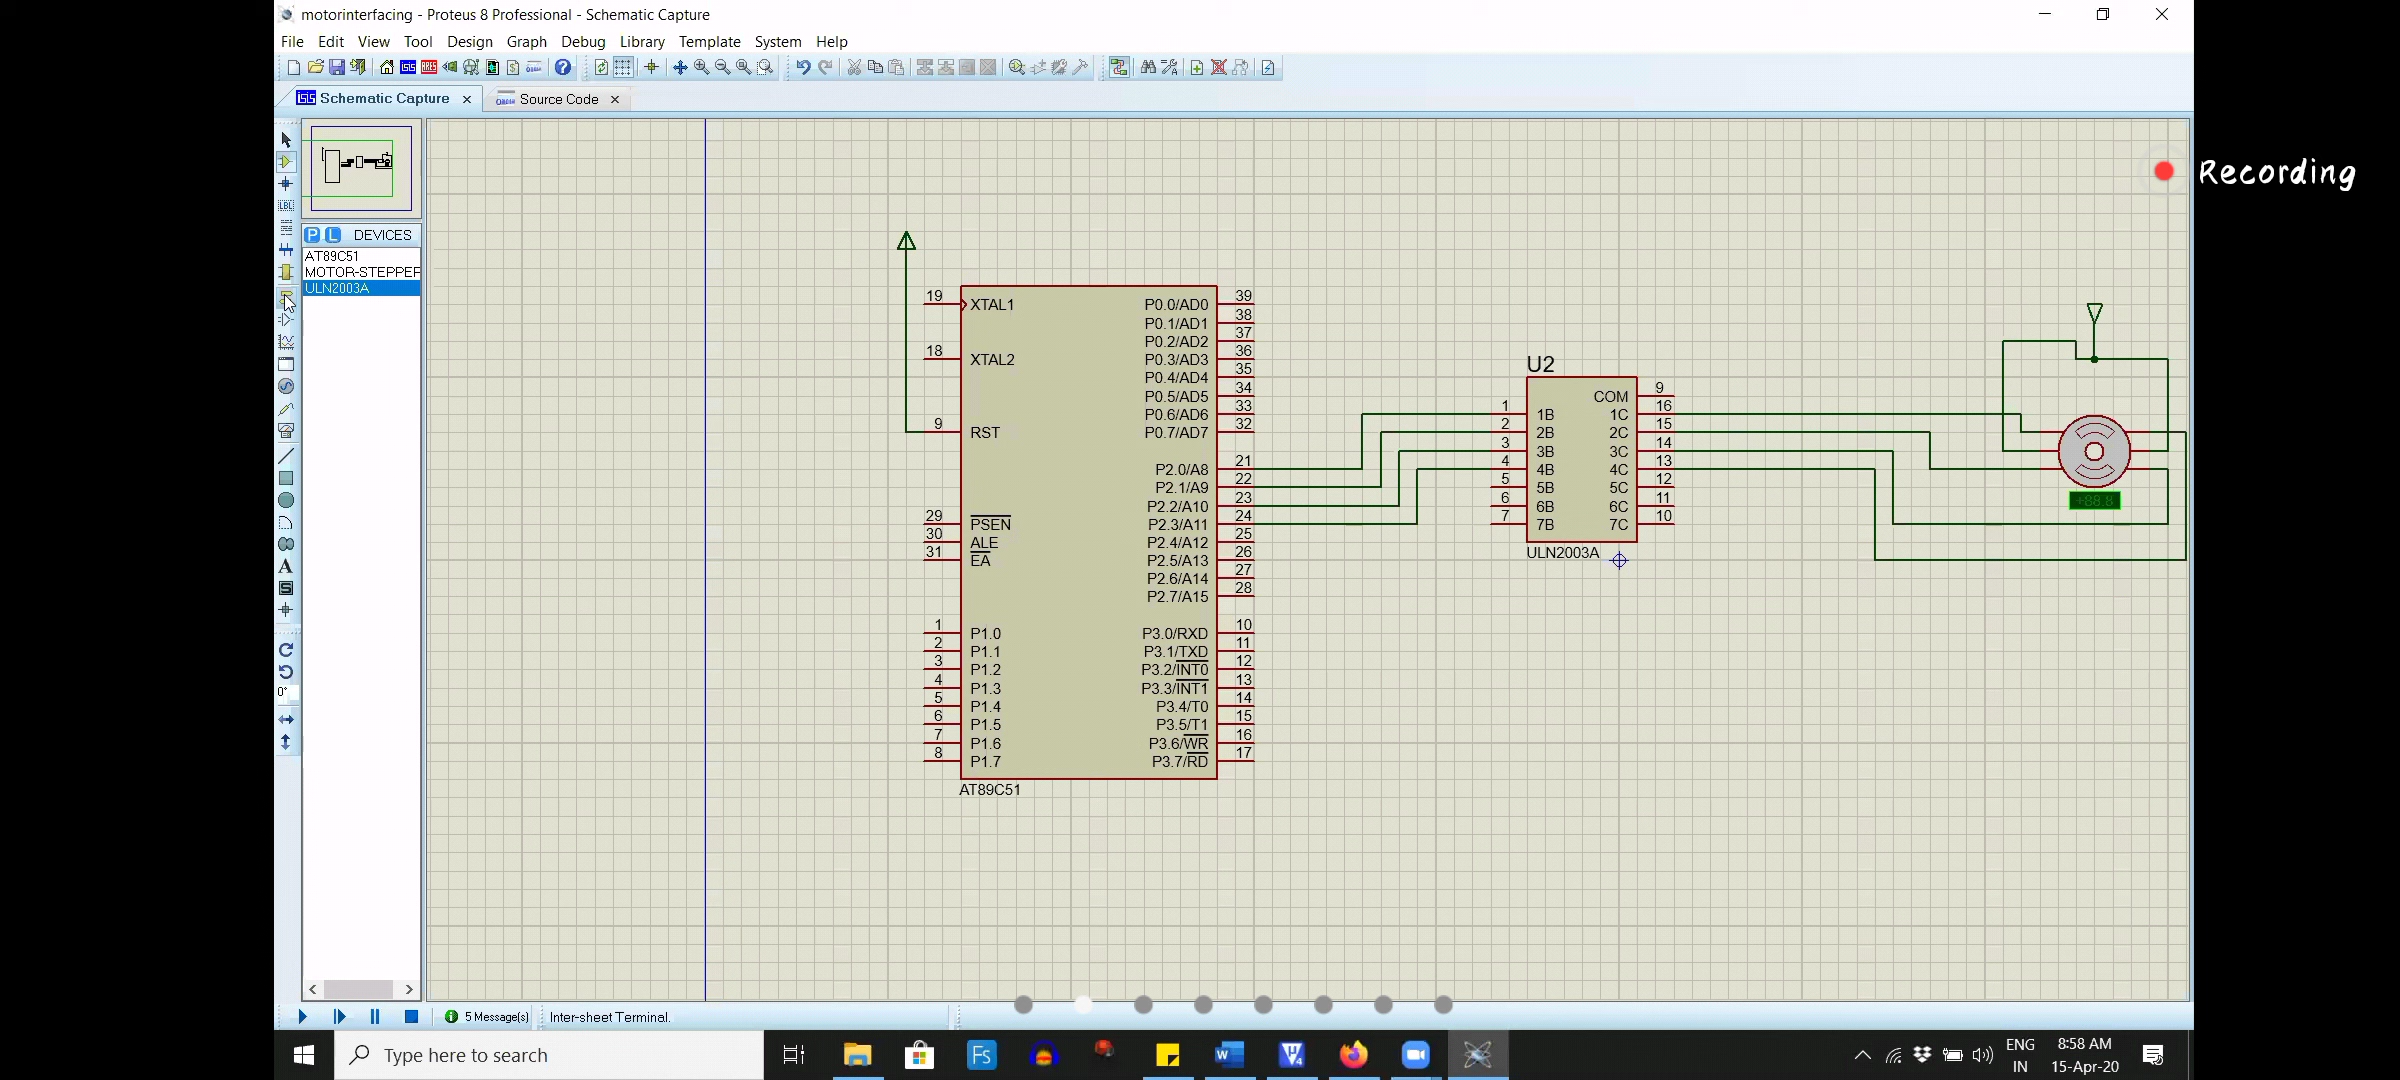 motorinterfacing - Proteus 8 Professional - Schematic Capture
File Edit View Tool Design Graph Debug Library Template System Help
Schematic Capture x Source Code x
Recording
P L DEVICES
AT89C51
MOTOR-STEPPER
ULN2003A
LBL
A
S
0°
19 XTAL1
18 XTAL2
9 RST
29 PSEN
30 ALE
31 EA
1 P1.0
2 P1.1
3 P1.2
4 P1.3
5 P1.4
6 P1.5
7 P1.6
8 P1.7
P0.0/AD0 39
P0.1/AD1 38
P0.2/AD2 37
P0.3/AD3 36
P0.4/AD4 35
P0.5/AD5 34
P0.6/AD6 33
P0.7/AD7 32
P2.0/A8 21
P2.1/A9 22
P2.2/A10 23
P2.3/A11 24
P2.4/A12 25
P2.5/A13 26
P2.6/A14 27
P2.7/A15 28
P3.0/RXD 10
P3.1/TXD 11
P3.2/INT0 12
P3.3/INT1 13
P3.4/T0 14
P3.5/T1 15
P3.6/WR 16
P3.7/RD 17
AT89C51
U2
COM 9
1 1B 1C 16
2 2B 2C 15
3 3B 3C 14
4 4B 4C 13
5 5B 5C 12
6 6B 6C 11
7 7B 7C 10
ULN2003A
+88.8
5 Message(s) Inter-sheet Terminal.
Type here to search
Fs
W
ENG
IN
8:58 AM
15-Apr-20